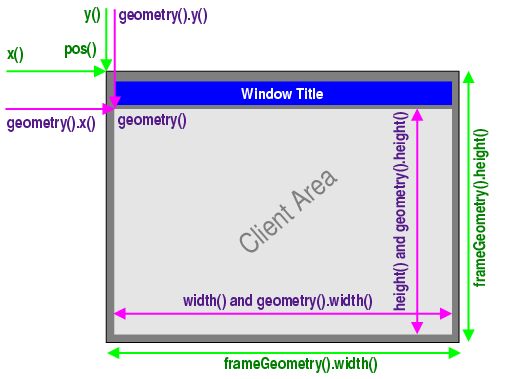 y()
geometry().y()
x()
pos()
Window Title
geometry().x()
geometry()
Client Area
height() and geometry().height()
frameGeometry().height()
width() and geometry().width()
frameGeometry().width()